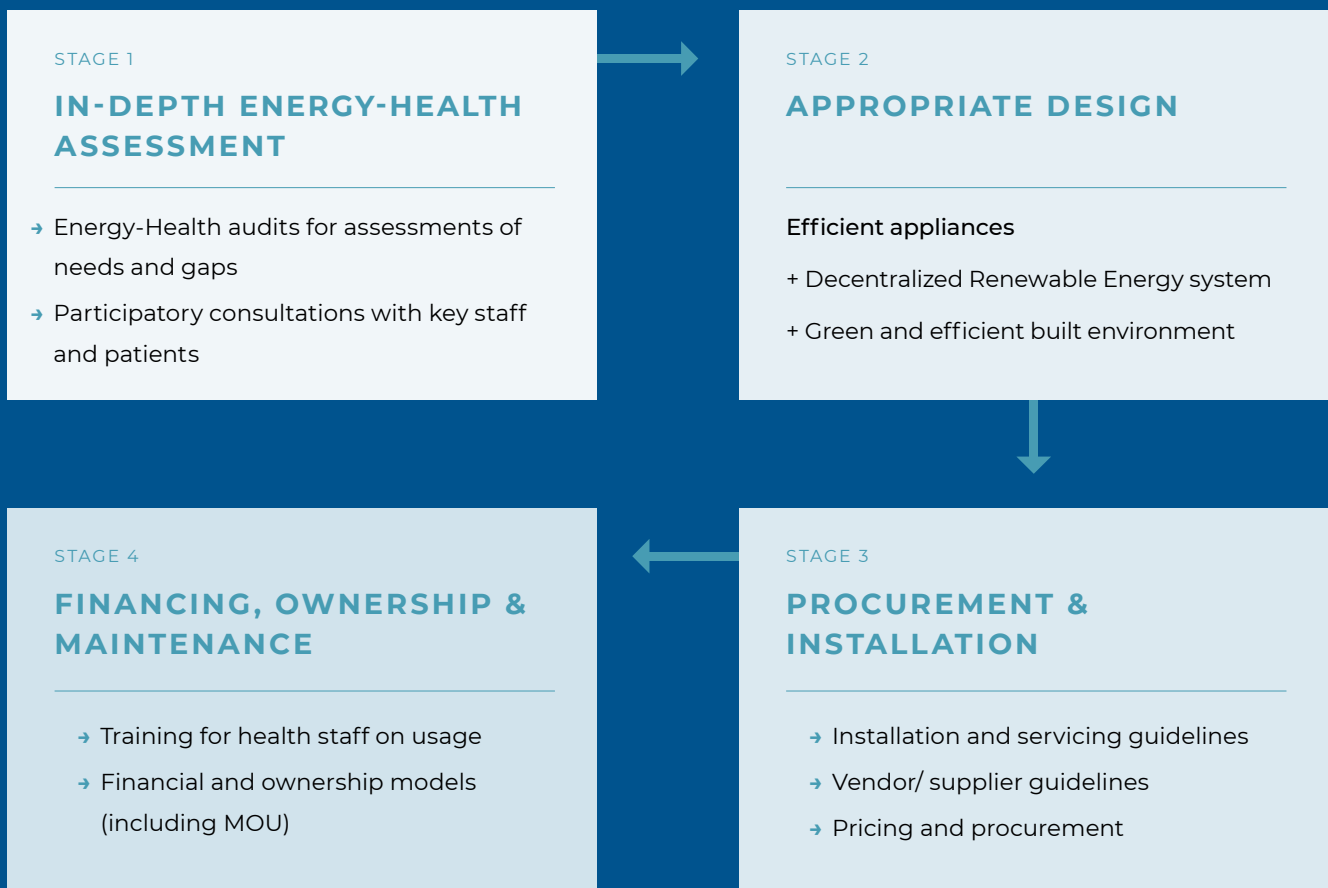 STAGE 1
IN-DEPTH ENERGY-HEALTH
ASSESSMENT
→ Energy-Health audits for assessments of
needs and gaps
→ Participatory consultations with key staff
and patients
STAGE 2
APPROPRIATE DESIGN
Efficient appliances
+ Decentralized Renewable Energy system
+ Green and efficient built environment
STAGE 3
PROCUREMENT &
INSTALLATION
→ Installation and servicing guidelines
→ Vendor/ supplier guidelines
→ Pricing and procurement
STAGE 4
FINANCING, OWNERSHIP &
MAINTENANCE
→ Training for health staff on usage
→ Financial and ownership models
(including MOU)